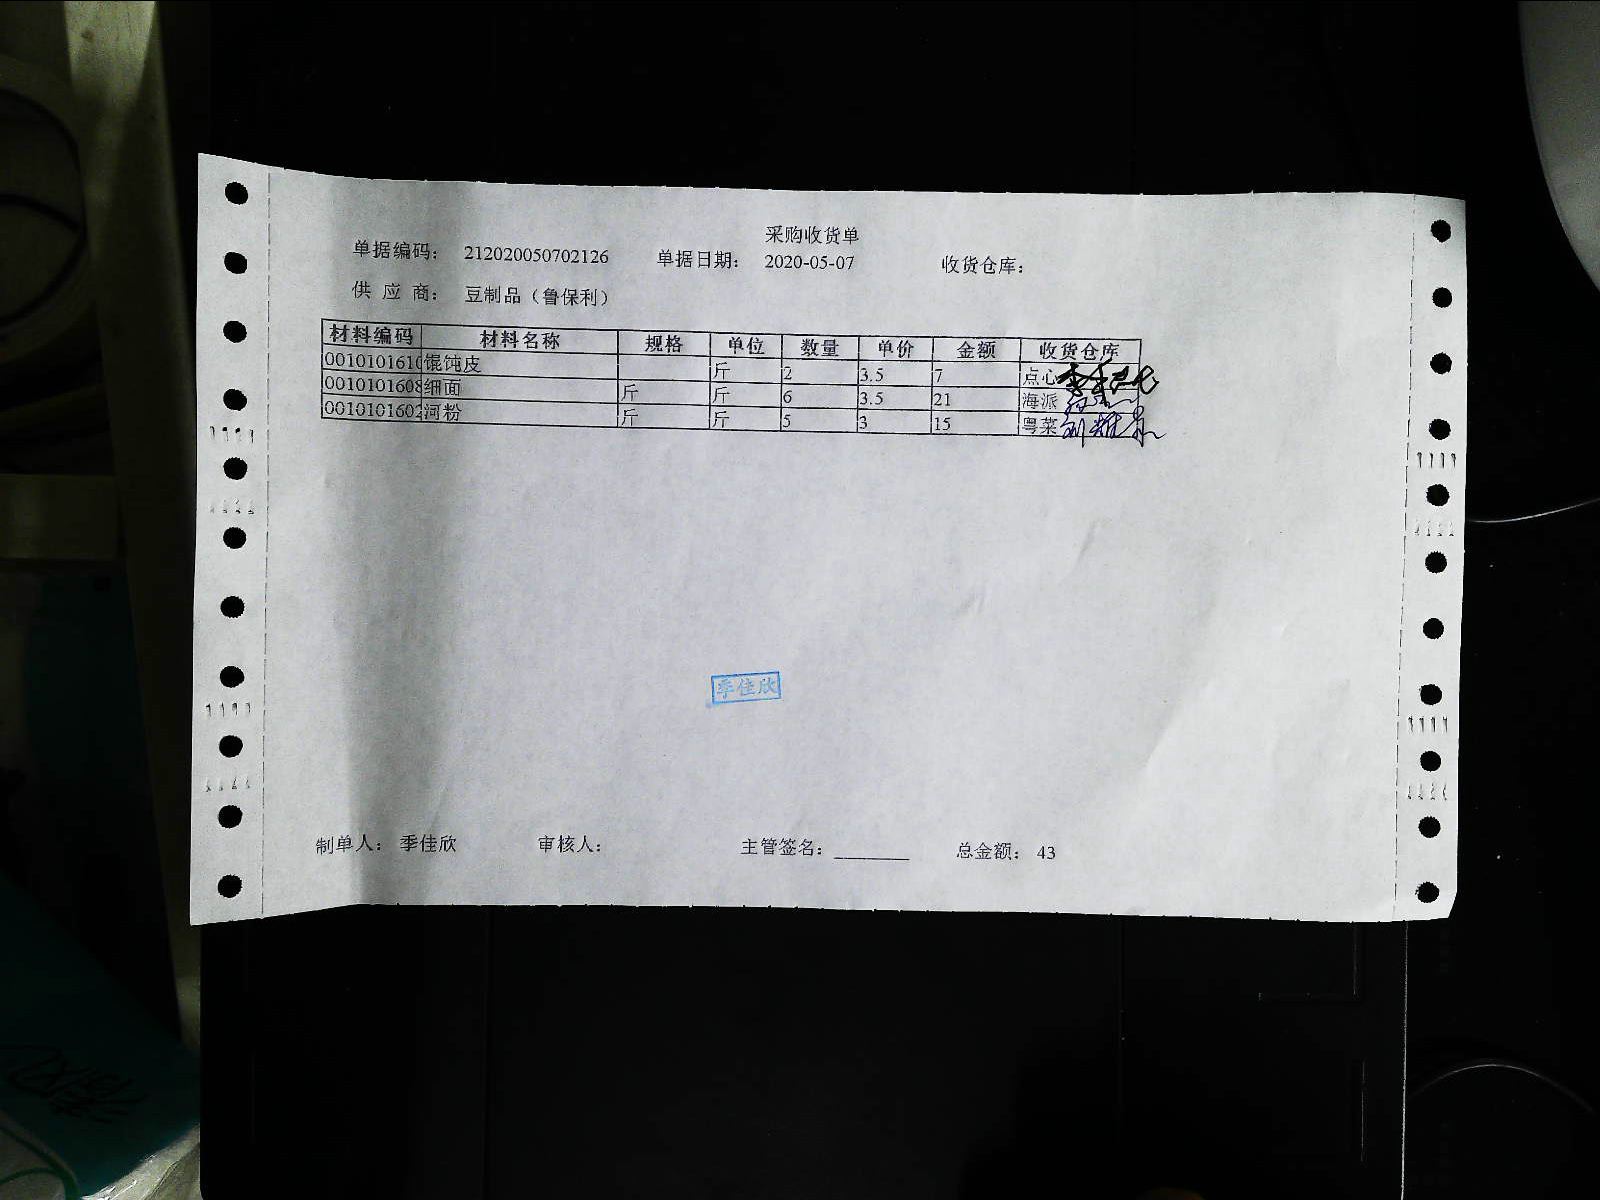 采购收货单
单据编码： 212020050702126 单据日期： 2020-05-07 收货仓库：
供 应 商： 豆制品（鲁保利）
材料编码 材料名称 规格 单位 数量 单价 金额 收货仓库
0010101610 馄饨皮 斤 2 3.5 7 点心
0010101608 细面 斤 斤 6 3.5 21 海派
0010101602 河粉 斤 斤 5 3 15 粤菜
季佳欣
制单人： 季佳欣 审核人： 主管签名：________ 总金额： 43